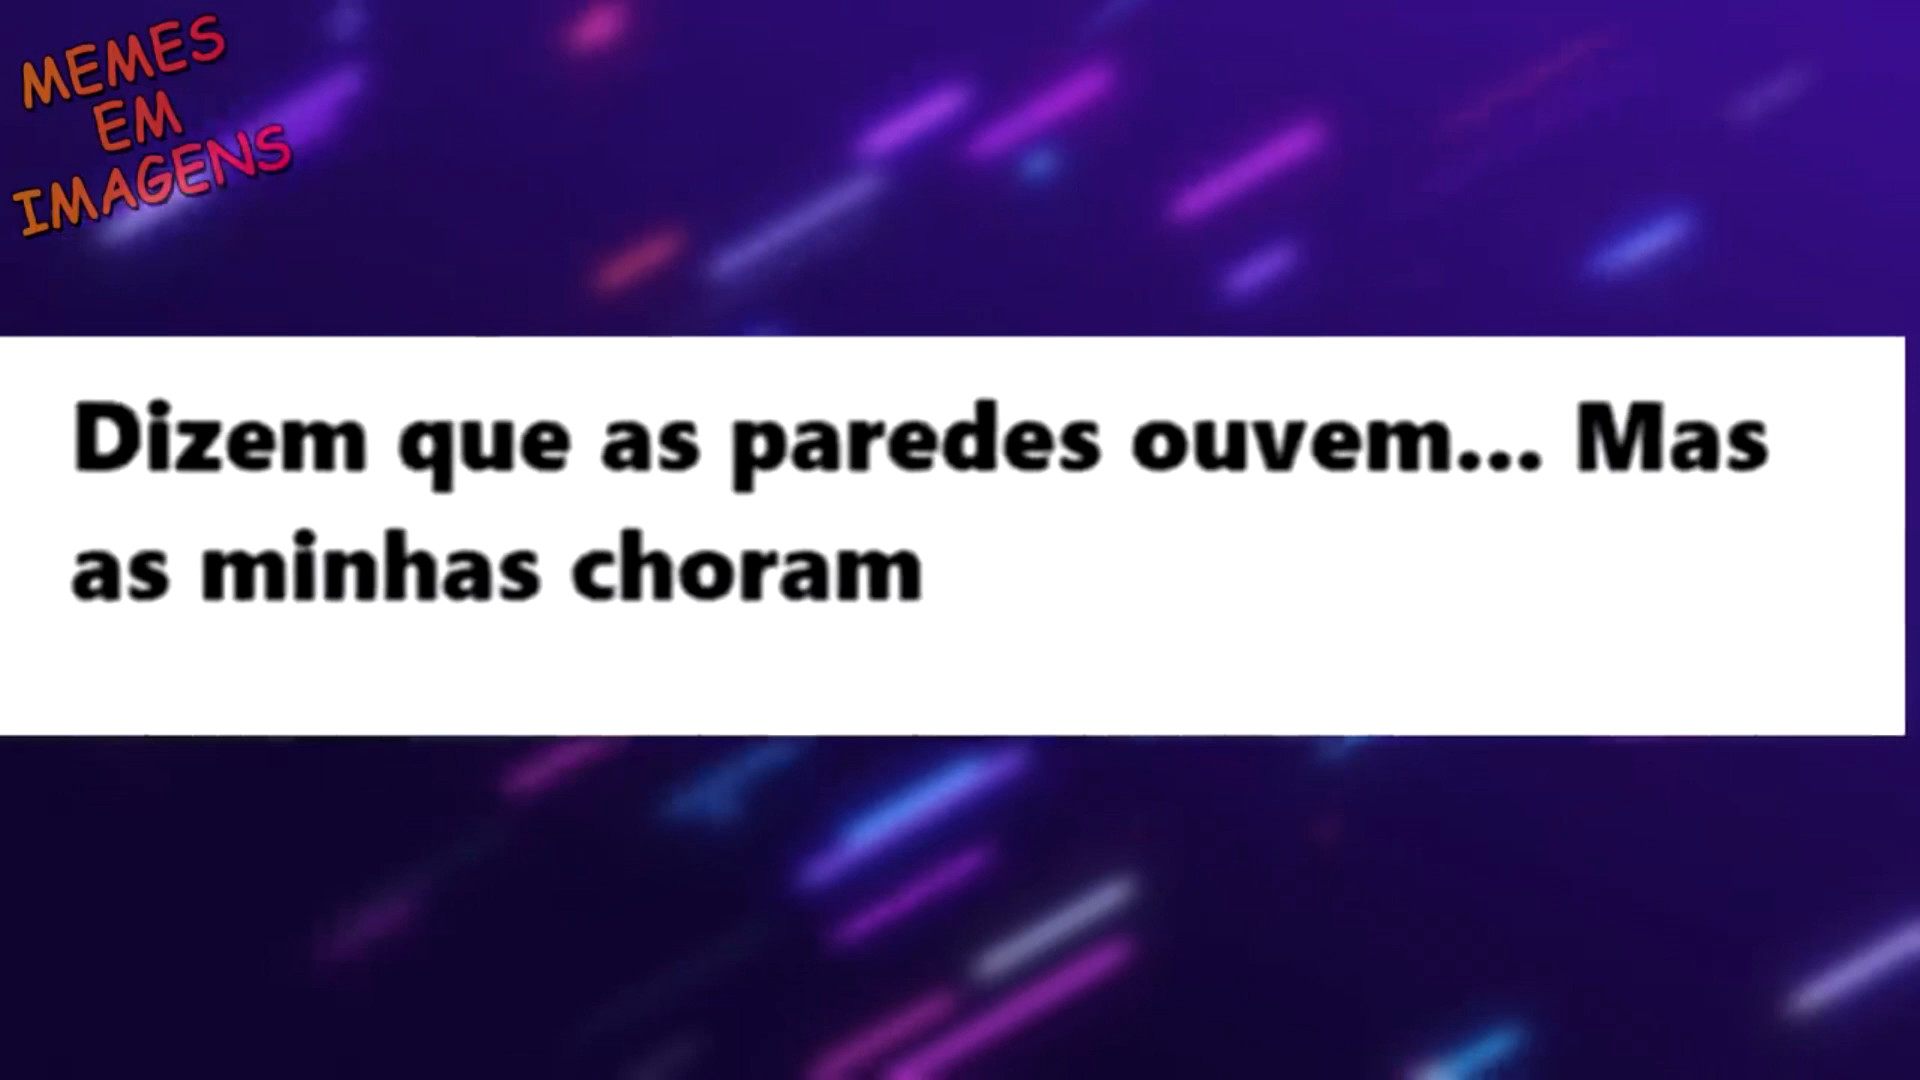 MEMES
EM
IMAGENS
Dizem que as paredes ouvem... Mas
as minhas choram